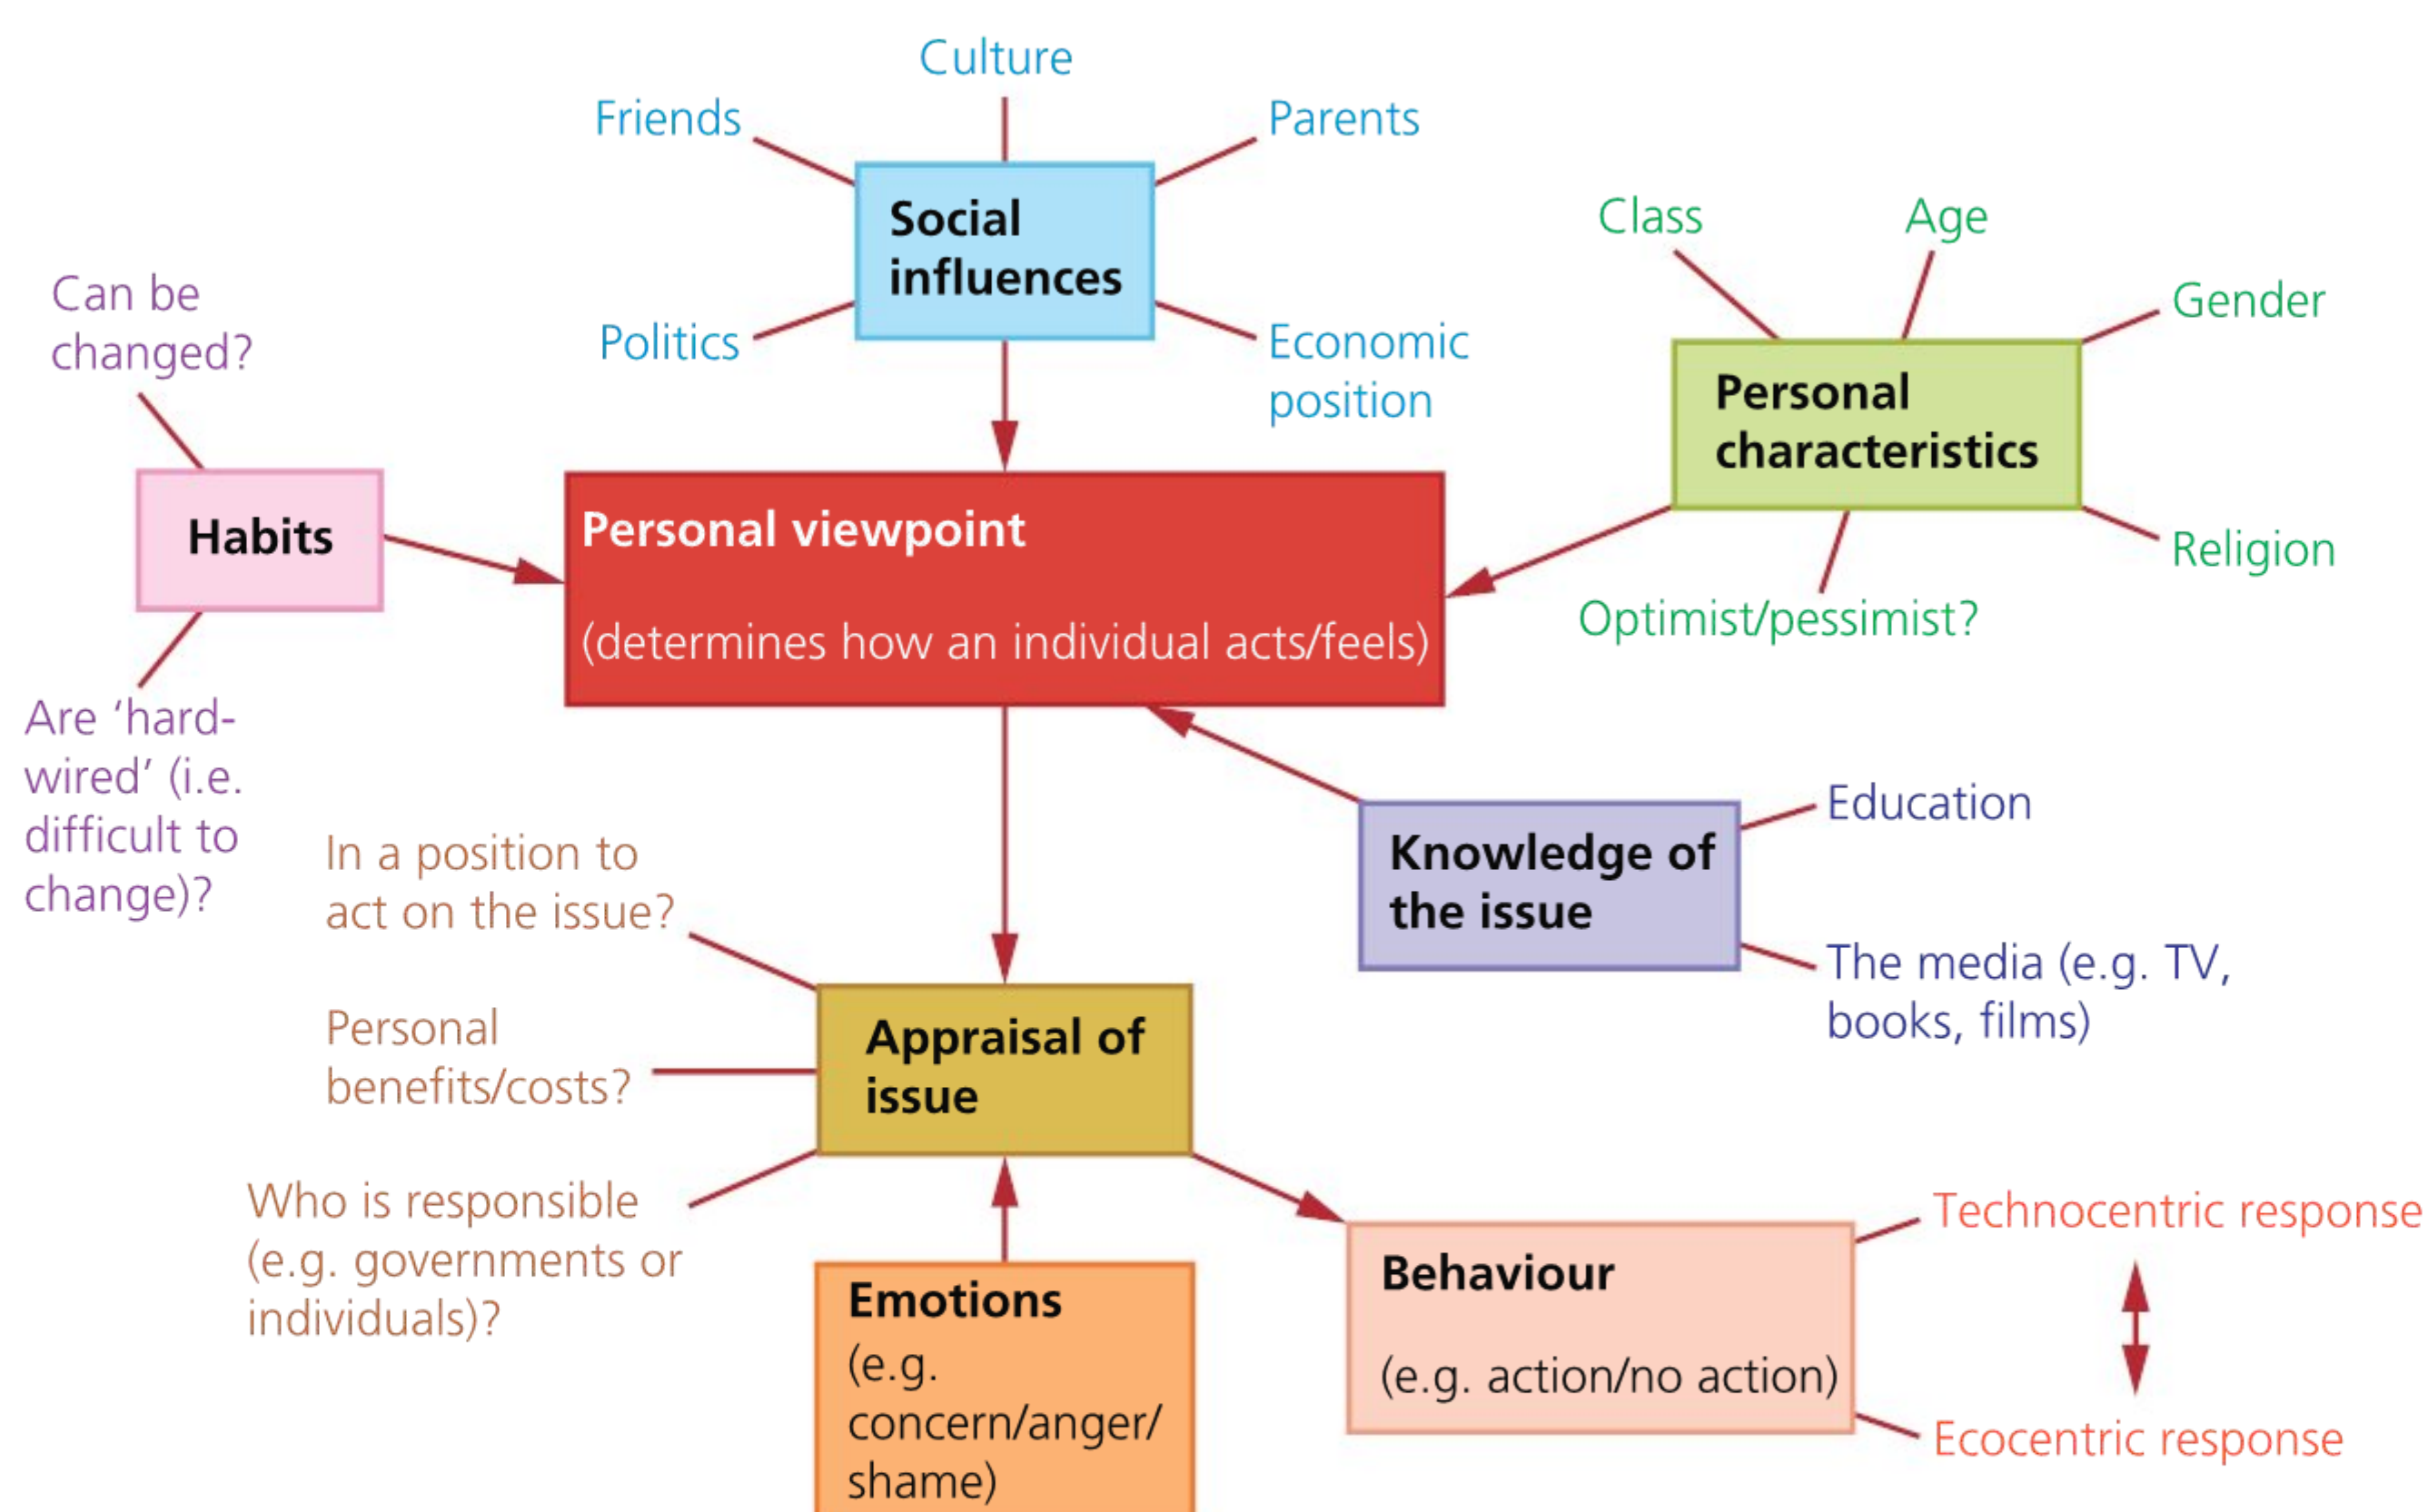 Culture
Friends
Parents
Social
influences
Politics
Economic
position
Class
Age
Gender
Personal
characteristics
Religion
Optimist/pessimist?
Can be
changed?
Habits
Are ‘hard-
wired’ (i.e.
difficult to
change)?
Personal viewpoint
(determines how an individual acts/feels)
Knowledge of
the issue
Education
The media (e.g. TV,
books, films)
In a position to
act on the issue?
Personal
benefits/costs?
Who is responsible
(e.g. governments or
individuals)?
Appraisal of
issue
Emotions
(e.g.
concern/anger/
shame)
Behaviour
(e.g. action/no action)
Technocentric response
Ecocentric response